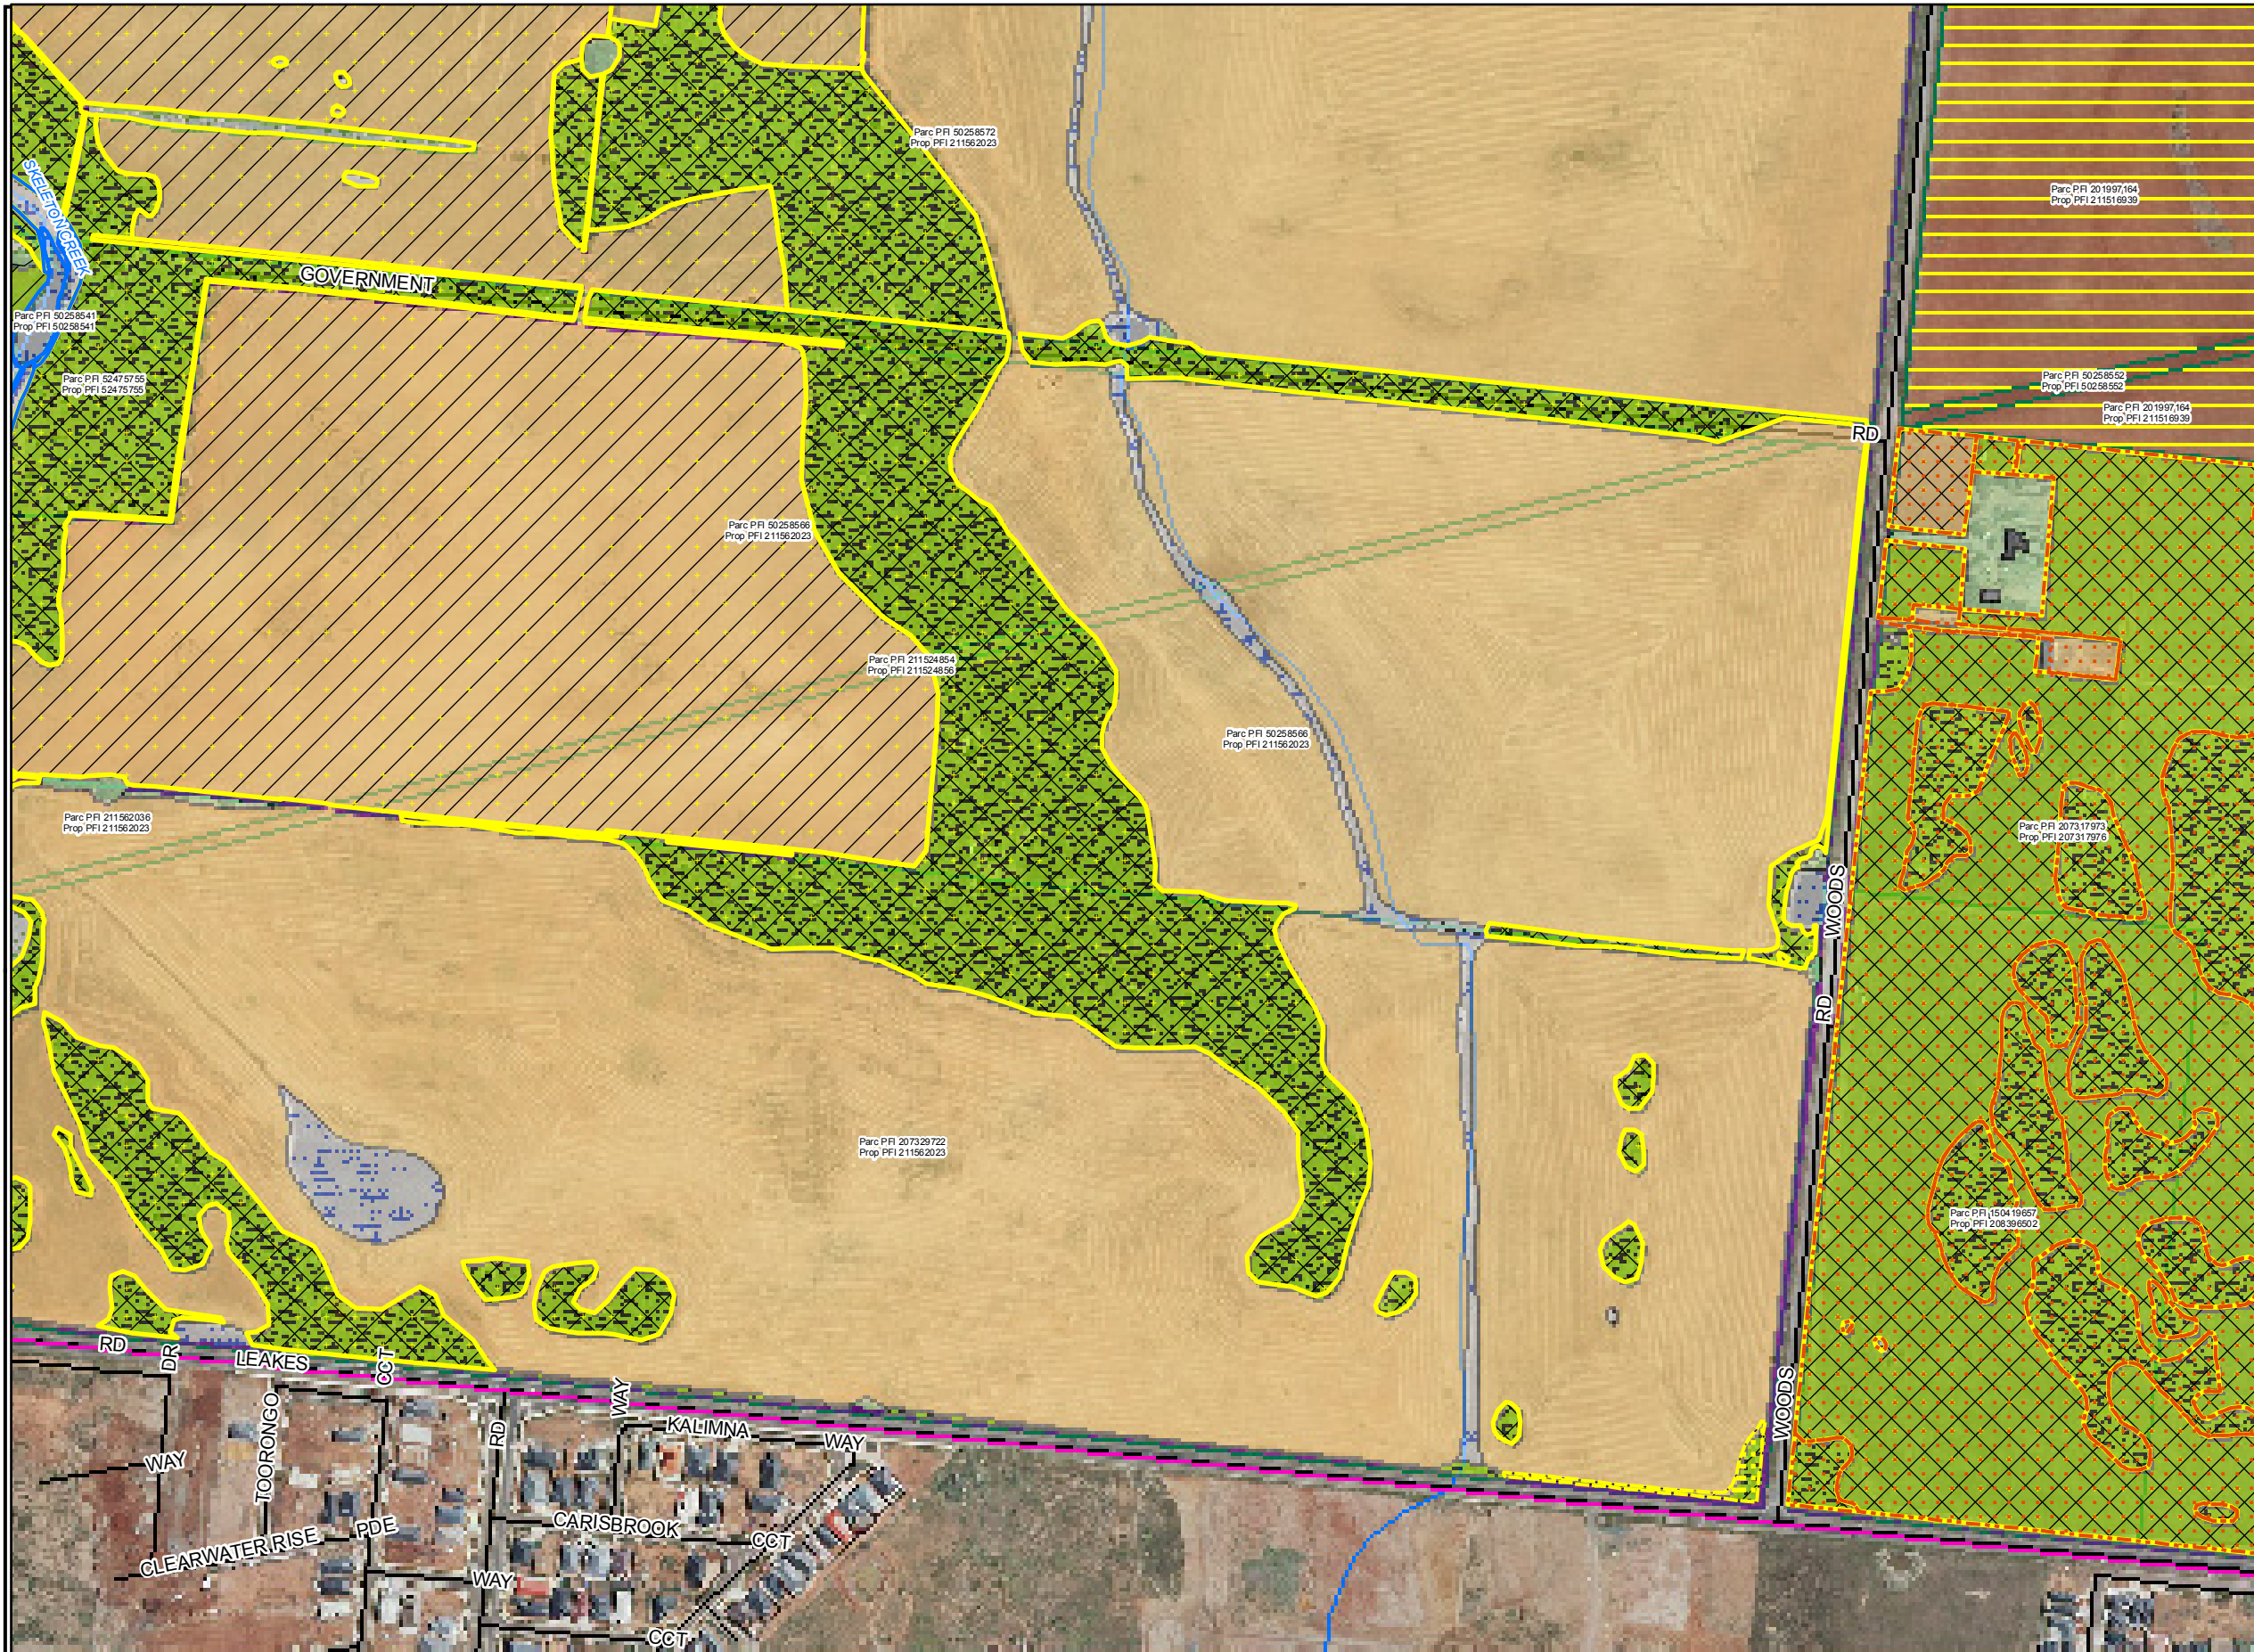 Parc PFI 50258572
Prop PFI 211562023
Parc PFI 201997164
Prop PFI 211516939
SKELETON CREEK
GOVERNMENT
Parc PFI 50258541
Prop PFI 50258541
Parc PFI 52475755
Prop PFI 52475755
Parc PFI 50258552
Prop PFI 50258552
Parc PFI 201997164
Prop PFI 211516939
RD
Parc PFI 50258566
Prop PFI 211562023
Parc PFI 211524854
Prop PFI 211524856
Parc PFI 50258566
Prop PFI 211562023
Parc PFI 211562036
Prop PFI 211562023
Parc PFI 207317973
Prop PFI 207317976
WOODS
RD
Parc PFI 207329722
Prop PFI 211562023
Parc PFI 150419657
Prop PFI 208396502
RD
DR
LEAKES
CCT
WAY
WOODS
TOORONGO
RD
KALIMNA
WAY
WAY
CLEARWATER RISE
PDE
CARISBROOK
CCT
WAY
CCT